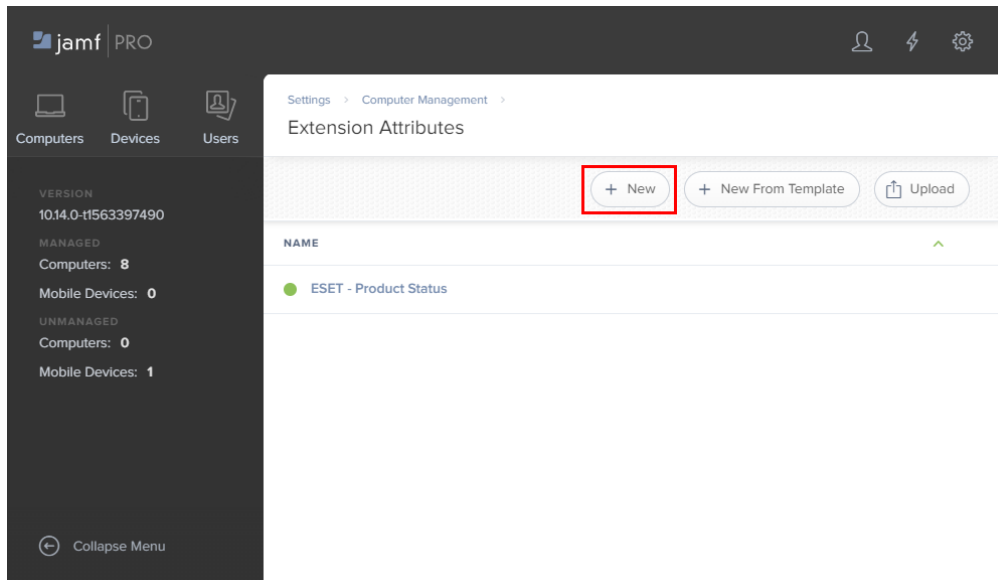 jamf PRO
Computers Devices Users
VERSION
10.14.0-t1563397490
MANAGED
Computers: 8
Mobile Devices: 0
UNMANAGED
Computers: 0
Mobile Devices: 1
Collapse Menu
Settings > Computer Management >
Extension Attributes
+ New + New From Template Upload
NAME
ESET - Product Status